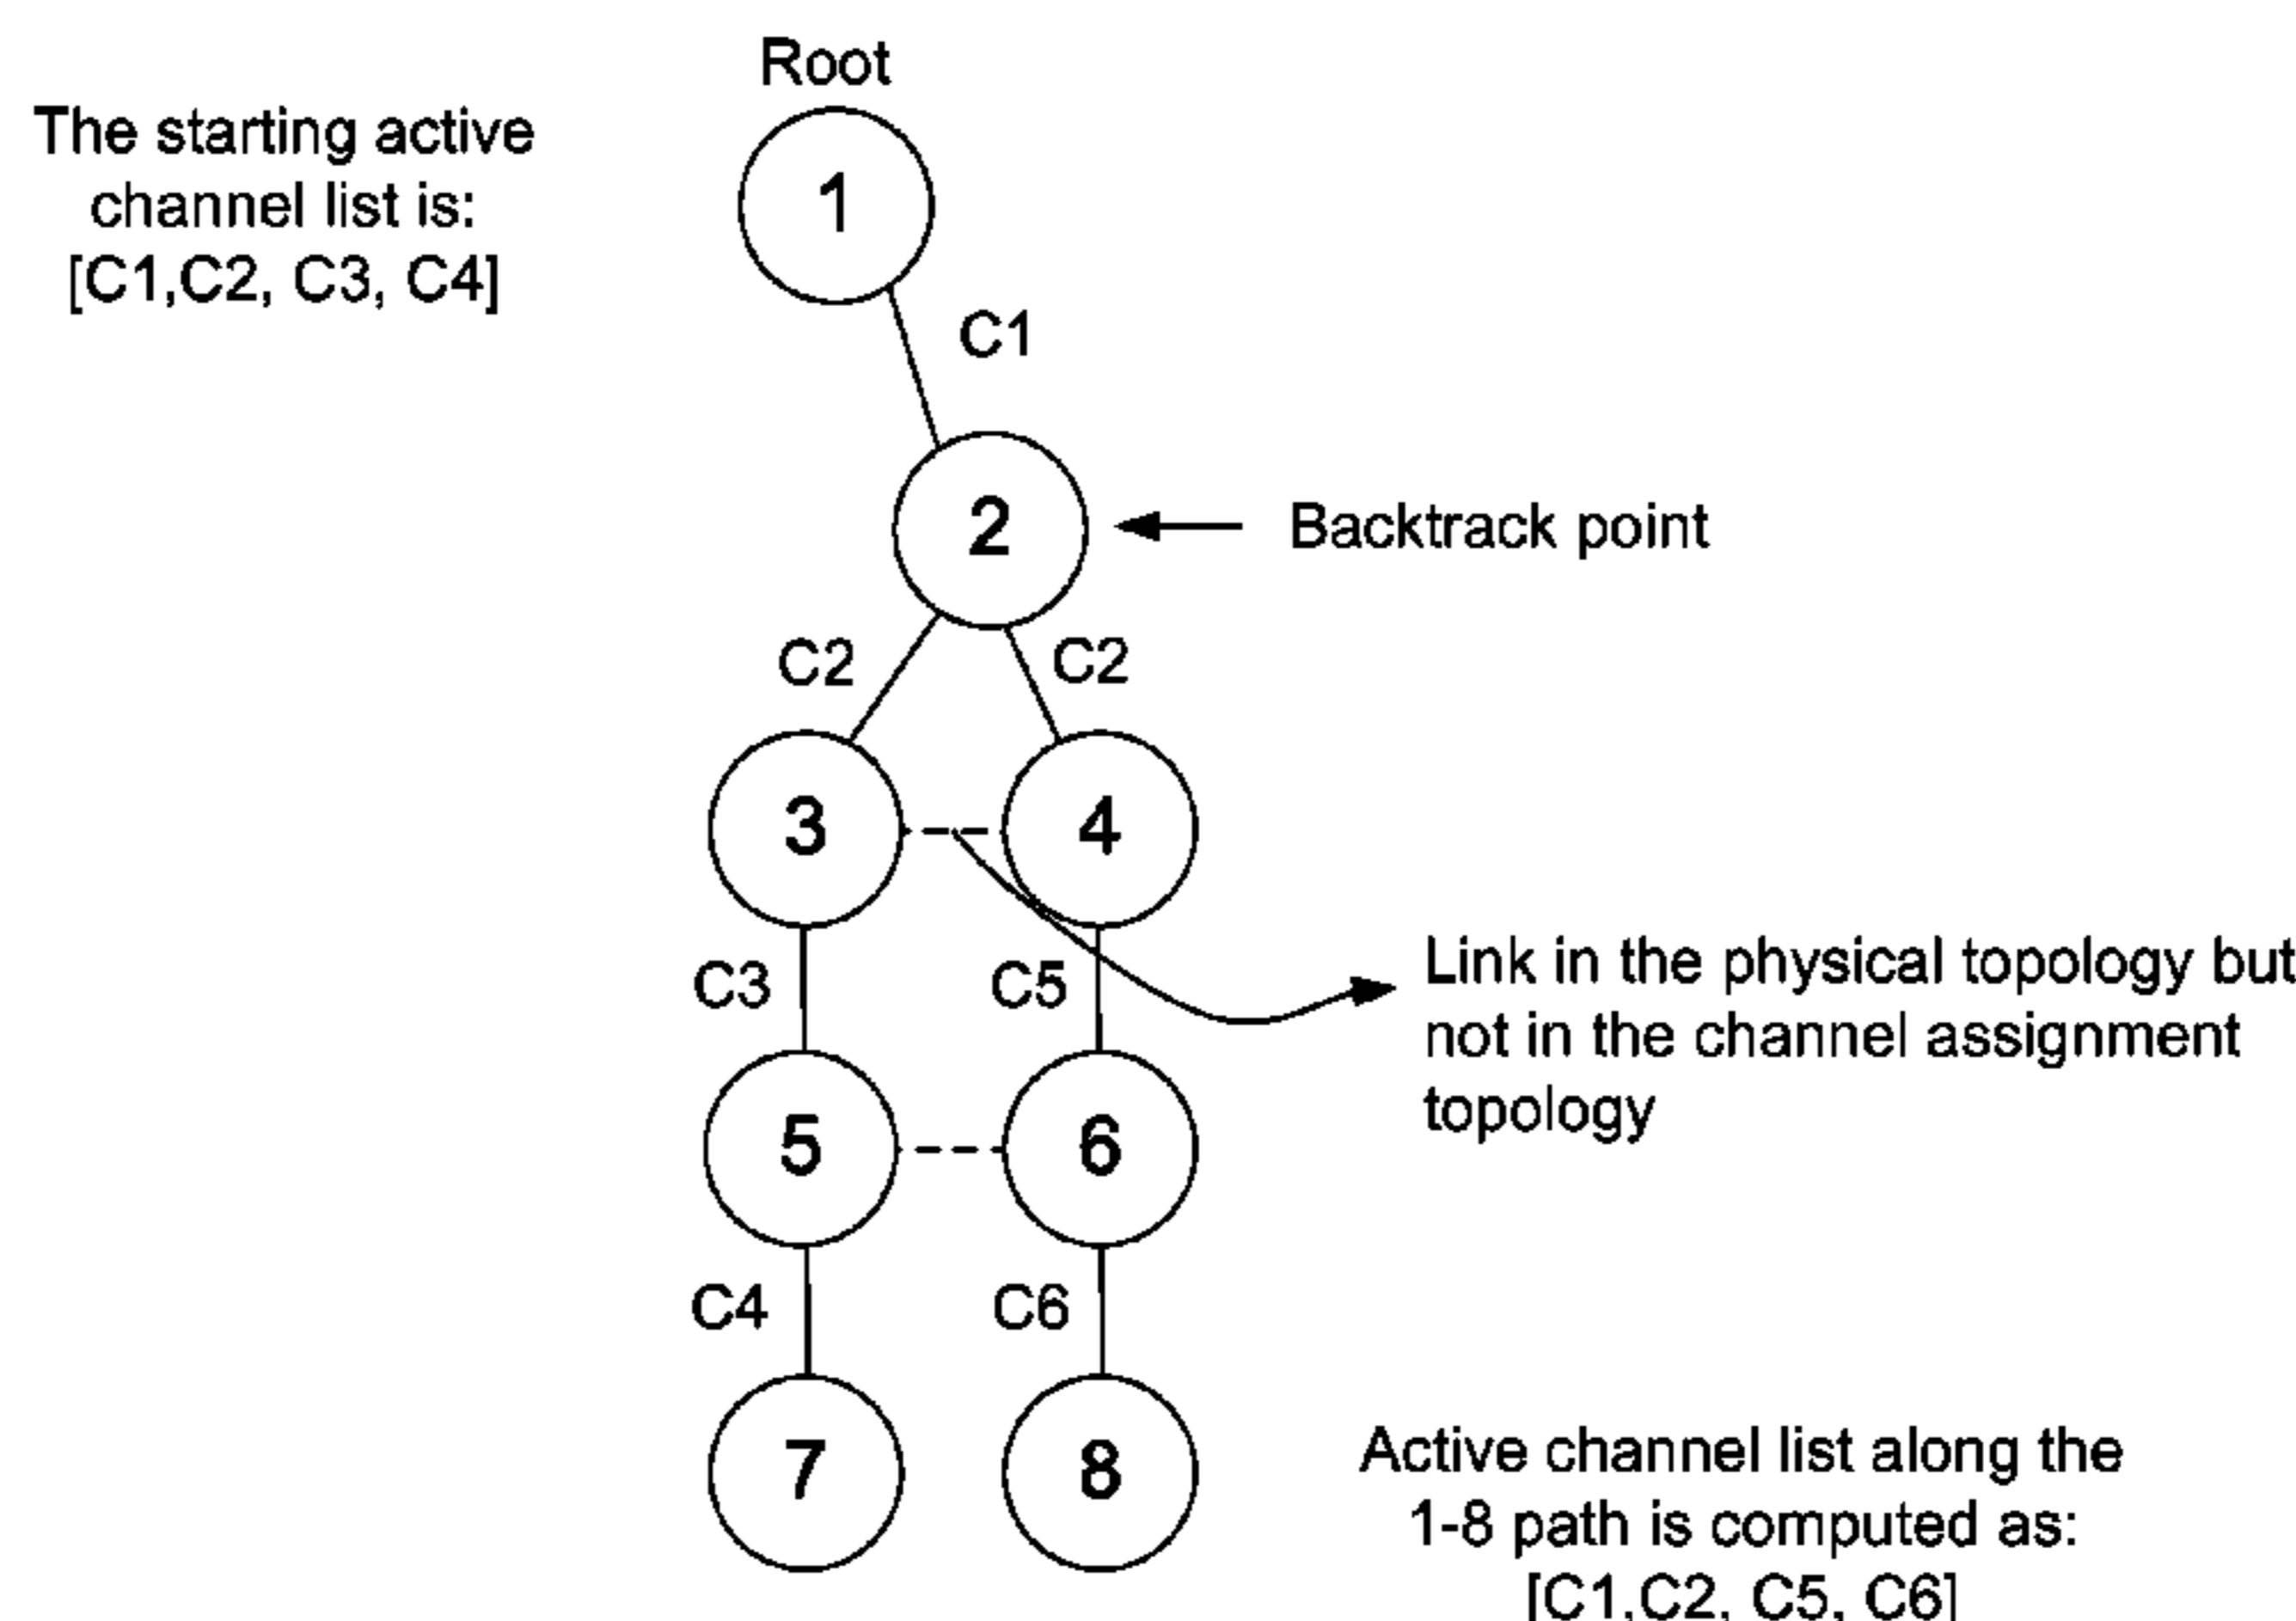 Root
The starting active
channel list is:
[C1,C2, C3, C4]
1
C1
2
Backtrack point
C2
C2
3
4
Link in the physical topology but
not in the channel assignment
topology
C3
C5
5
6
C4
C6
7
8
Active channel list along the
1-8 path is computed as:
[C1,C2, C5, C6]